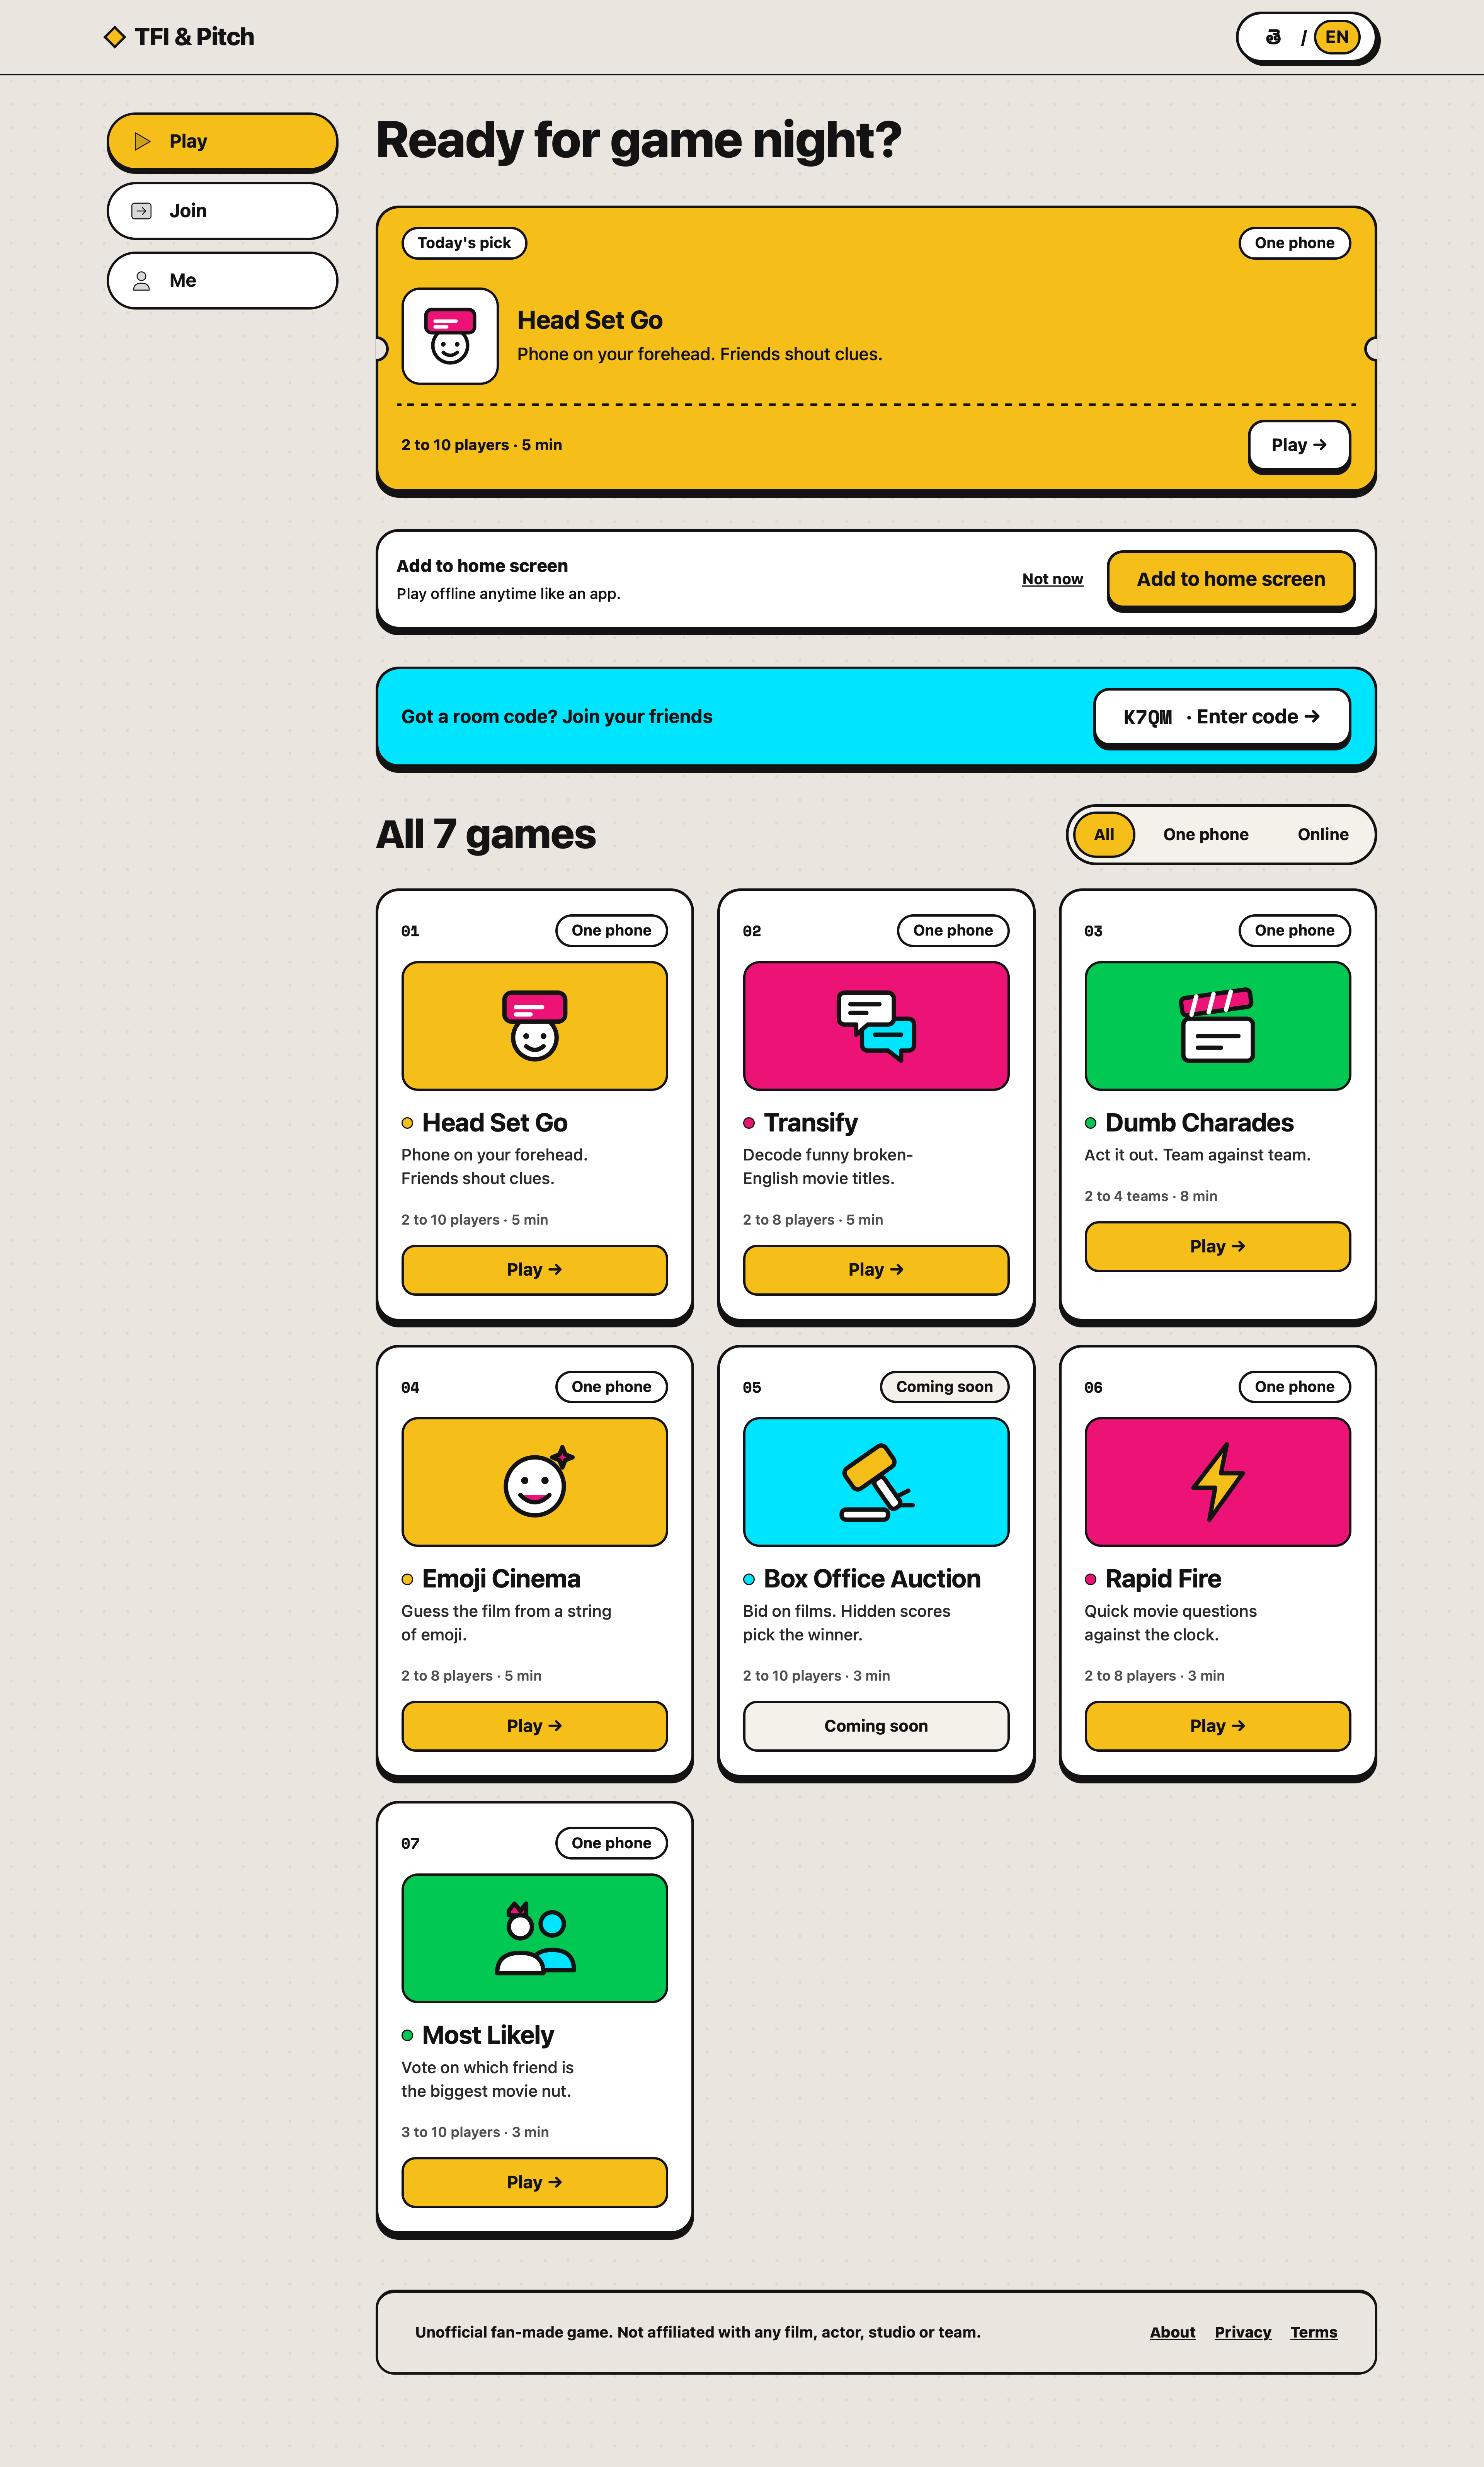 TFI & Pitch
తె / EN
Play
Join
Me
Ready for game night?
Today's pick
One phone
Head Set Go
Phone on your forehead. Friends shout clues.
2 to 10 players · 5 min
Play →
Add to home screen
Play offline anytime like an app.
Not now
Add to home screen
Got a room code? Join your friends
K7QM · Enter code →
All 7 games
All
One phone
Online
01
One phone
Head Set Go
Phone on your forehead.
Friends shout clues.
2 to 10 players · 5 min
Play →
02
One phone
Transify
Decode funny broken-
English movie titles.
2 to 8 players · 5 min
Play →
03
One phone
Dumb Charades
Act it out. Team against team.
2 to 4 teams · 8 min
Play →
04
One phone
Emoji Cinema
Guess the film from a string
of emoji.
2 to 8 players · 5 min
Play →
05
Coming soon
Box Office Auction
Bid on films. Hidden scores
pick the winner.
2 to 10 players · 3 min
Coming soon
06
One phone
Rapid Fire
Quick movie questions
against the clock.
2 to 8 players · 3 min
Play →
07
One phone
Most Likely
Vote on which friend is
the biggest movie nut.
3 to 10 players · 3 min
Play →
Unofficial fan-made game. Not affiliated with any film, actor, studio or team.
About Privacy Terms